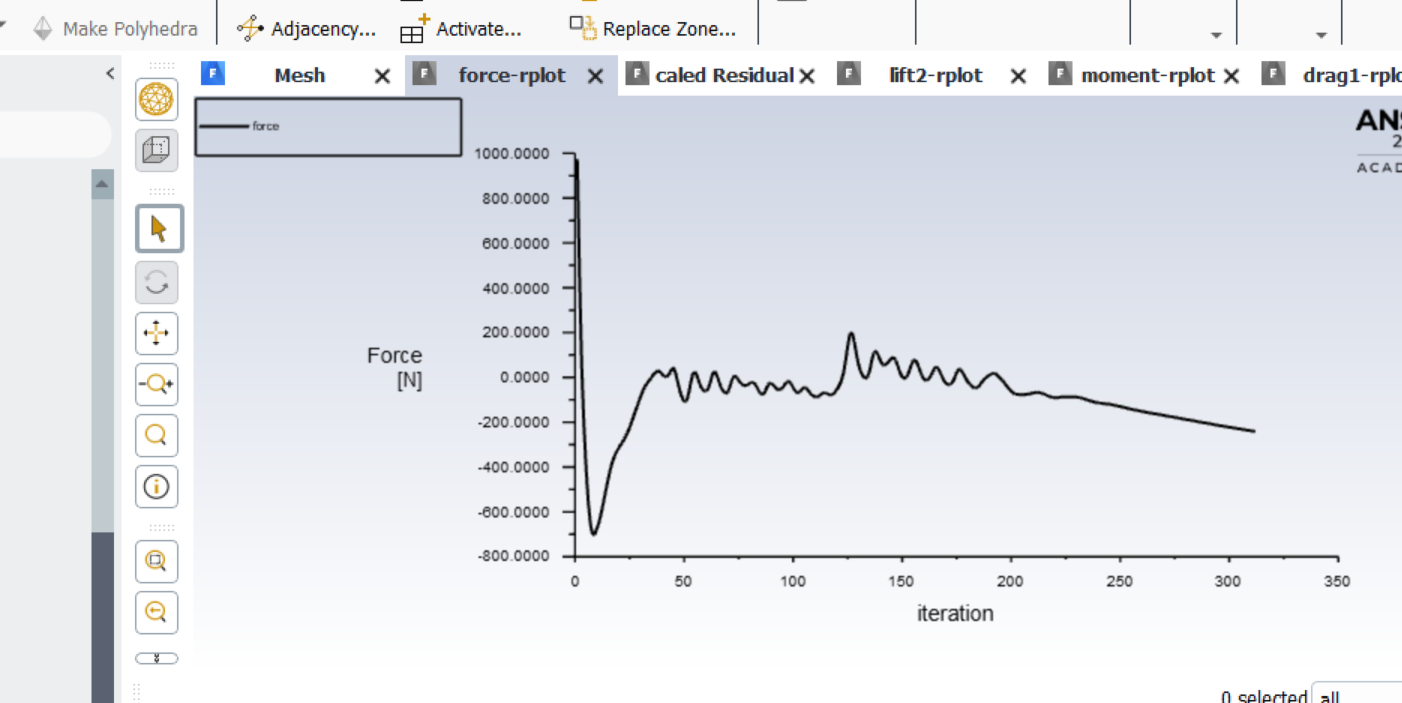 Make Polyhedra
Adjacency...
Activate...
Replace Zone...
Mesh
force-rplot
caled Residual
lift2-rplot
moment-rplot
drag1-rplo
force
ANS
2
ACAD
1000.0000
800.0000
600.0000
400.0000
200.0000
0.0000
-200.0000
-400.0000
-600.0000
-800.0000
Force
[N]
0
50
100
150
200
250
300
350
iteration
0 selected
all